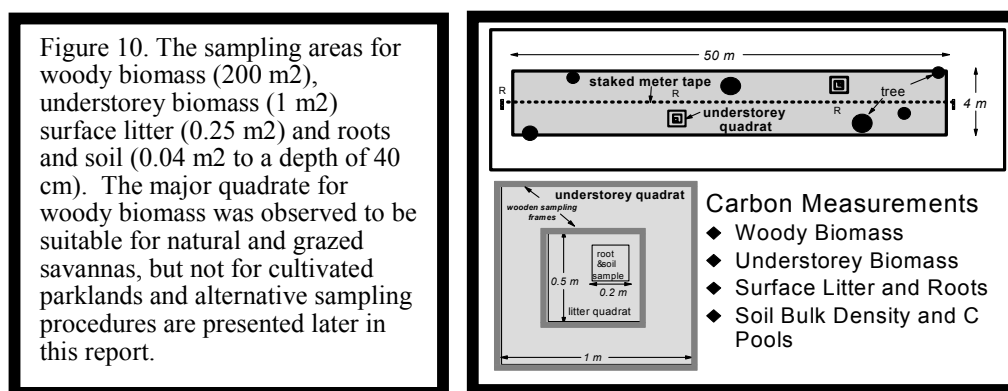 Figure 10. The sampling areas for
woody biomass (200 m2),
understorey biomass (1 m2)
surface litter (0.25 m2) and roots
and soil (0.04 m2 to a depth of 40
cm). The major quadrate for
woody biomass was observed to be
suitable for natural and grazed
savannas, but not for cultivated
parklands and alternative sampling
procedures are presented later in
this report.
50 m
staked meter tape
R
R
R
R
tree
4 m
understorey
quadrat
understorey quadrat
wooden sampling
frames
root
&soil
sample
0.5 m
0.2 m
litter quadrat
1 m
Carbon Measurements
◆ Woody Biomass
◆ Understorey Biomass
◆ Surface Litter and Roots
◆ Soil Bulk Density and C
Pools